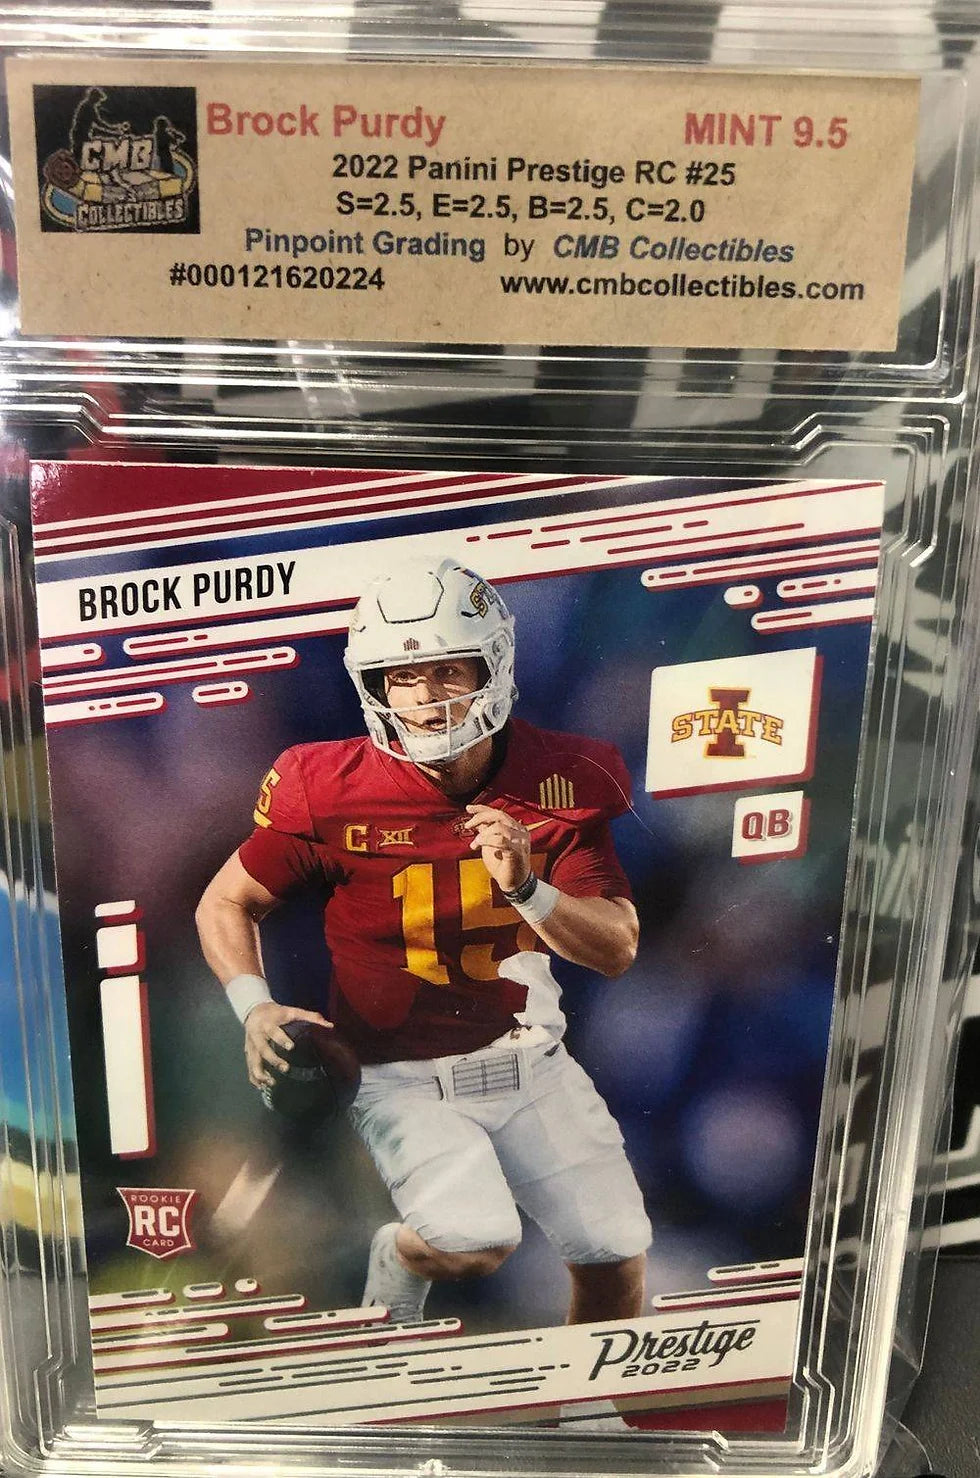 CMB
COLLECTIBLES
Brock Purdy MINT 9.5
2022 Panini Prestige RC #25
S=2.5, E=2.5, B=2.5, C=2.0
Pinpoint Grading by CMB Collectibles
#000121620224 www.cmbcollectibles.com
BROCK PURDY
I
STATE
QB
5
C XII
15
ROOKIE
RC
CARD
Prestige
2022